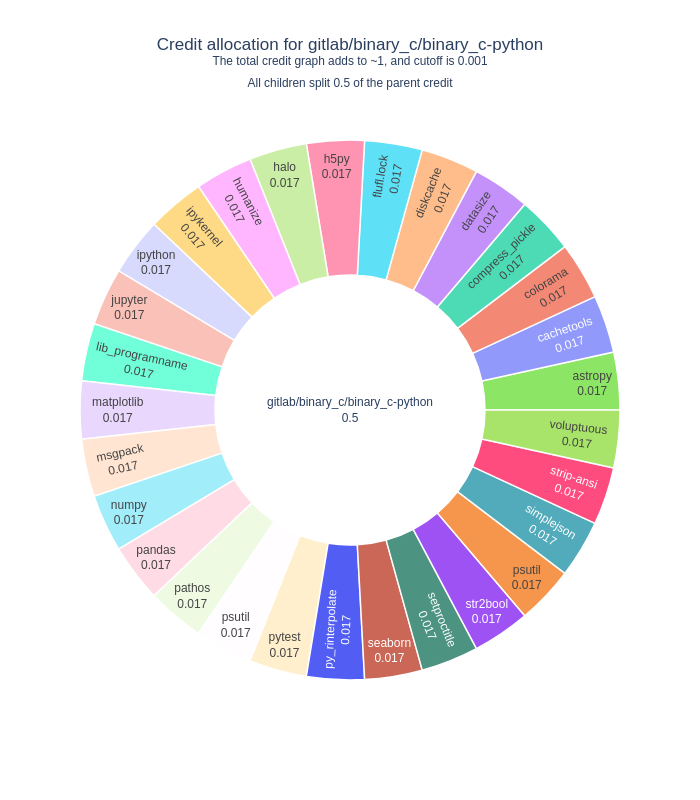 Credit allocation for gitlab/binary_c/binary_c-python
The total credit graph adds to ~1, and cutoff is 0.001
All children split 0.5 of the parent credit
gitlab/binary_c/binary_c-python
0.5
astropy
0.017
cachetools
0.017
colorama
0.017
compress_pickle
0.017
datasize
0.017
diskcache
0.017
flufl.lock
0.017
h5py
0.017
halo
0.017
humanize
0.017
ipykernel
0.017
ipython
0.017
jupyter
0.017
lib_programname
0.017
matplotlib
0.017
msgpack
0.017
numpy
0.017
pandas
0.017
pathos
0.017
psutil
0.017
pytest
0.017
py_rinterpolate
0.017
seaborn
0.017
setproctitle
0.017
str2bool
0.017
psutil
0.017
simplejson
0.017
strip-ansi
0.017
voluptuous
0.017